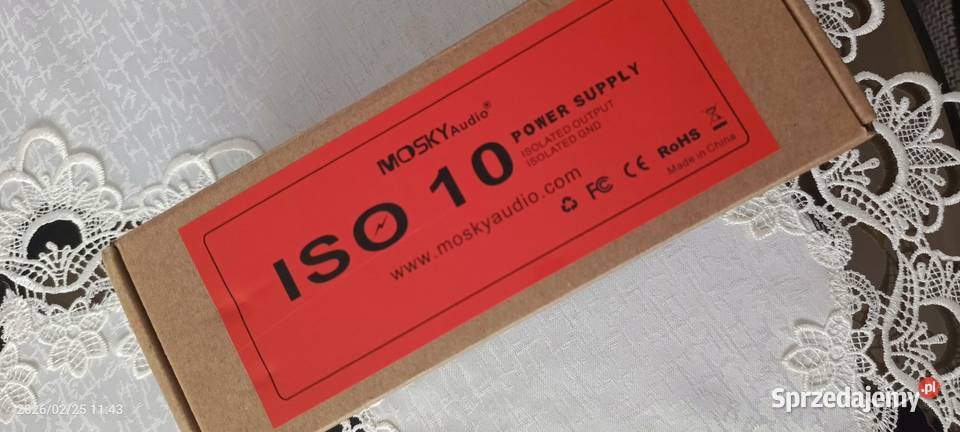 MOSKYAudio®
ISO 10 POWER SUPPLY
ISOLATED OUTPUT
ISOLATED GND
www.moskyaudio.com
FC CE RoHS
Made in China
2026/02/25 11:43
Sprzedajemy.pl